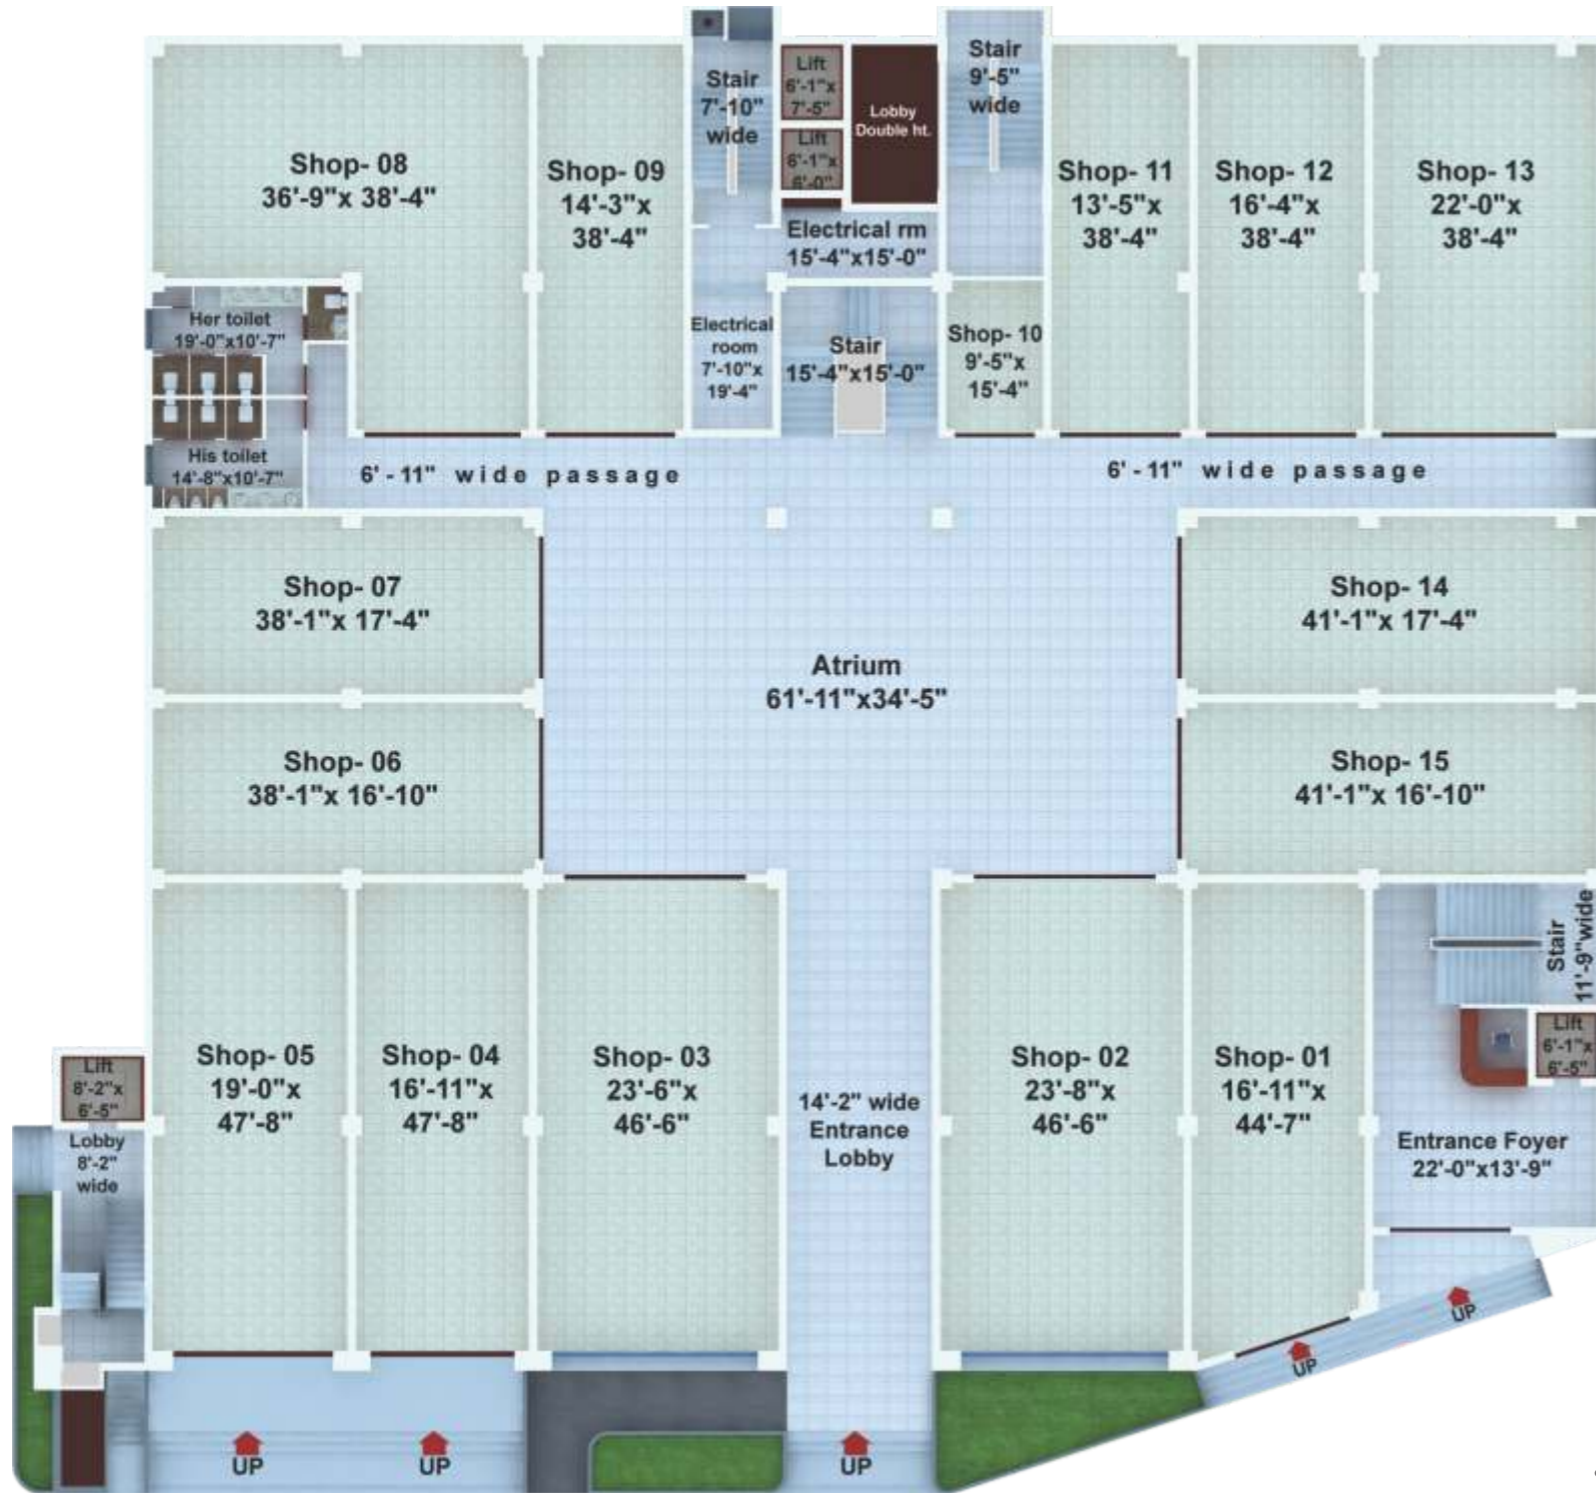 Shop- 08
36'-9"x 38'-4"
Shop- 09
14'-3"x
38'-4"
Stair
7'-10"
wide
Lift
6'-1"x
7'-5"
Lift
6'-1"x
6'-0"
Lobby
Double ht.
Stair
9'-5"
wide
Shop- 11
13'-5"x
38'-4"
Shop- 12
16'-4"x
38'-4"
Shop- 13
22'-0"x
38'-4"
Electrical rm
15'-4"x15'-0"
Her toilet
19'-0"x10'-7"
Electrical
room
7'-10"x
19'-4"
Stair
15'-4"x15'-0"
Shop- 10
9'-5"x
15'-4"
His toilet
14'-8"x10'-7"
6'-11" wide passage
6'-11" wide passage
Shop- 07
38'-1"x 17'-4"
Shop- 14
41'-1"x 17'-4"
Atrium
61'-11"x34'-5"
Shop- 06
38'-1"x 16'-10"
Shop- 15
41'-1"x 16'-10"
Stair
11'-9"wide
Shop- 05
19'-0"x
47'-8"
Shop- 04
16'-11"x
47'-8"
Shop- 03
23'-6"x
46'-6"
14'-2" wide
Entrance
Lobby
Shop- 02
23'-8"x
46'-6"
Shop- 01
16'-11"x
44'-7"
Lift
6'-1"x
6'-5"
Lift
8'-2"x
6'-5"
Lobby
8'-2"
wide
Entrance Foyer
22'-0"x13'-9"
UP
UP
UP
UP
UP